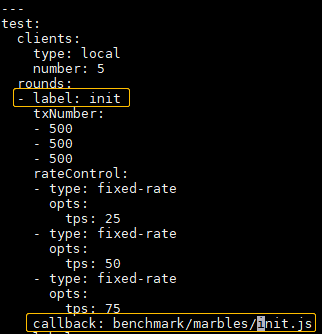 ---
test:
  clients:
    type: local
    number: 5
  rounds:
  - label: init
    txNumber:
    - 500
    - 500
    - 500
    rateControl:
    - type: fixed-rate
      opts:
        tps: 25
    - type: fixed-rate
      opts:
        tps: 50
    - type: fixed-rate
      opts:
        tps: 75
    callback: benchmark/marbles/init.js